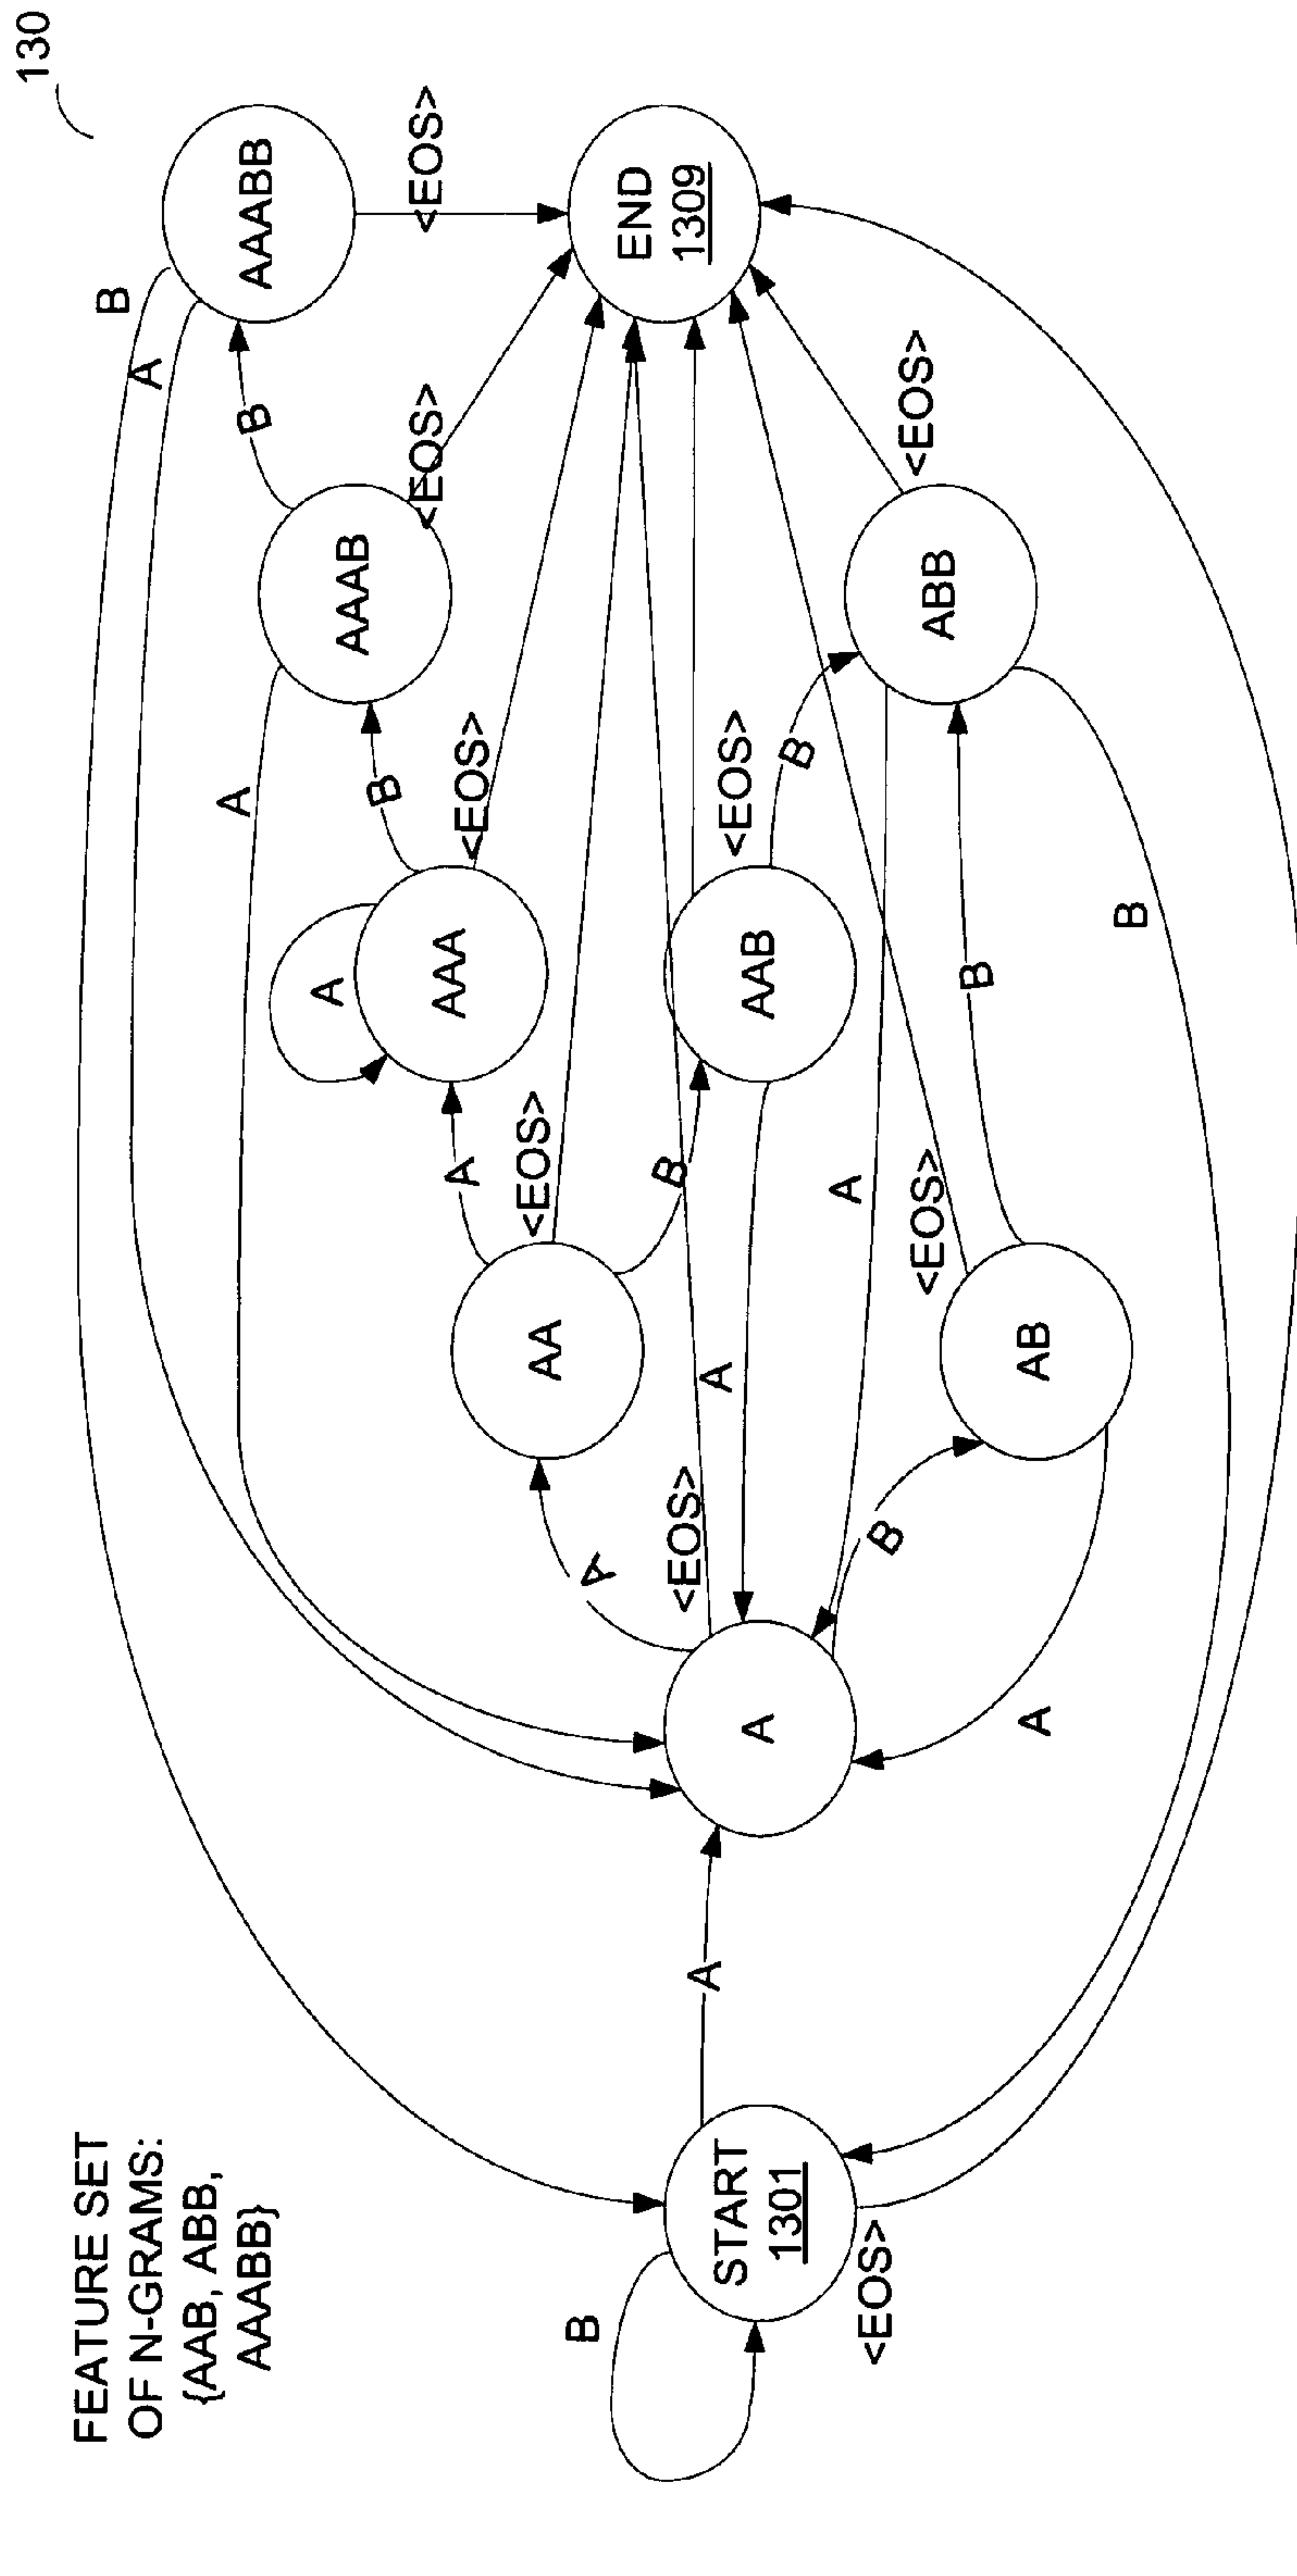 130
FEATURE SET
OF N-GRAMS:
{AAB, ABB,
AAABB}
B
A
A
AAABB
B
AAAB
A
B
<EOS>
<EOS>
AAA
A
<EOS>
<EOS>
AA
B
A
END
1309
B
<EOS>
A
A
START
1301
<EOS>
A
AAB
B
A
<EOS>
B
<EOS>
<EOS>
ABB
B
AB
A
B